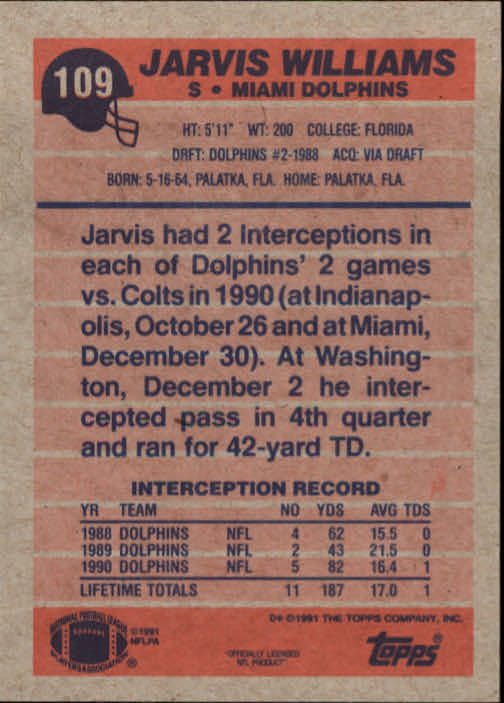 109
JARVIS WILLIAMS
S • MIAMI DOLPHINS
HT: 5'11" WT: 200 COLLEGE: FLORIDA
DRFT: DOLPHINS #2-1988 ACQ: VIA DRAFT
BORN: 5-16-64, PALATKA, FLA. HOME: PALATKA, FLA.
Jarvis had 2 Interceptions in
each of Dolphins' 2 games
vs. Colts in 1990 (at Indianap-
olis, October 26 and at Miami,
December 30). At Washing-
ton, December 2 he inter-
cepted pass in 4th quarter
and ran for 42-yard TD.
INTERCEPTION RECORD
YR TEAM NO YDS AVG TDS
1988 DOLPHINS NFL 4 62 15.5 0
1989 DOLPHINS NFL 2 43 21.5 0
1990 DOLPHINS NFL 5 82 16.4 1
LIFETIME TOTALS 11 187 17.0 1
D* ©1991 THE TOPPS COMPANY, INC.
NATIONAL FOOTBALL LEAGUE
PLAYERS ASSOCIATION
®
©1991
NFLPA
"OFFICIALLY LICENSED
NFL PRODUCT"
topps®